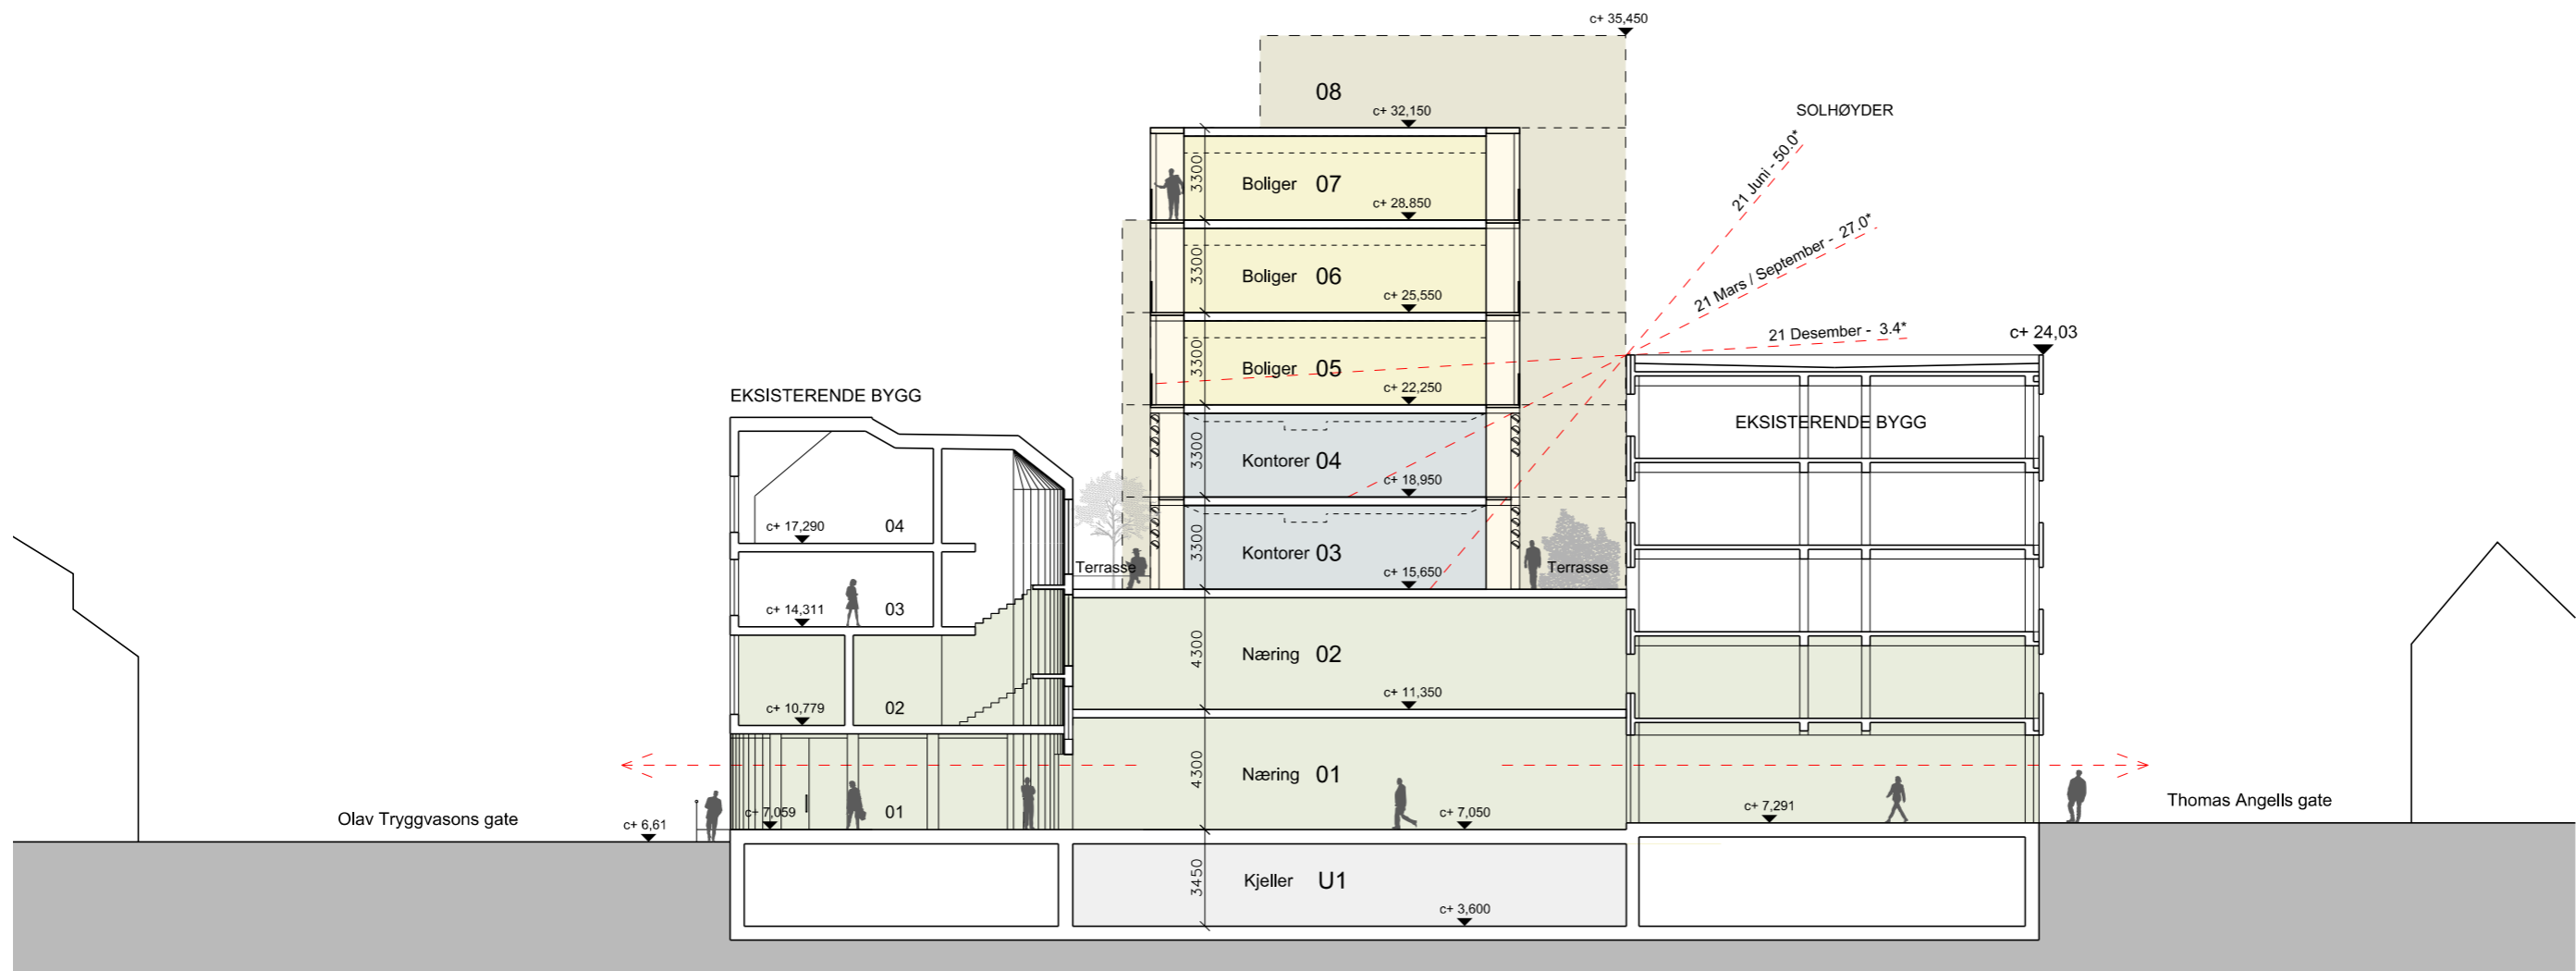 c+ 35,450
08
c+ 32,150
SOLHØYDER
21 Juni - 50.0*
3300
Boliger 07
c+ 28.850
21 Mars / September - 27.0*
3300
Boliger 06
c+ 25,550
21 Desember - 3.4*
c+ 24,03
3300
Boliger 05
c+ 22,250
EKSISTERENDE BYGG
EKSISTERENDE BYGG
3300
Kontorer 04
c+ 18,950
c+ 17,290
04
3300
Kontorer 03
c+ 15,650
Terrasse
Terrasse
c+ 14,311
03
4300
Næring 02
c+ 11,350
c+ 10,779
02
4300
Næring 01
c+ 7,050
c+ 7,059
01
c+ 7,291
Olav Tryggvasons gate
c+ 6,61
Thomas Angells gate
3450
Kjeller U1
c+ 3,600